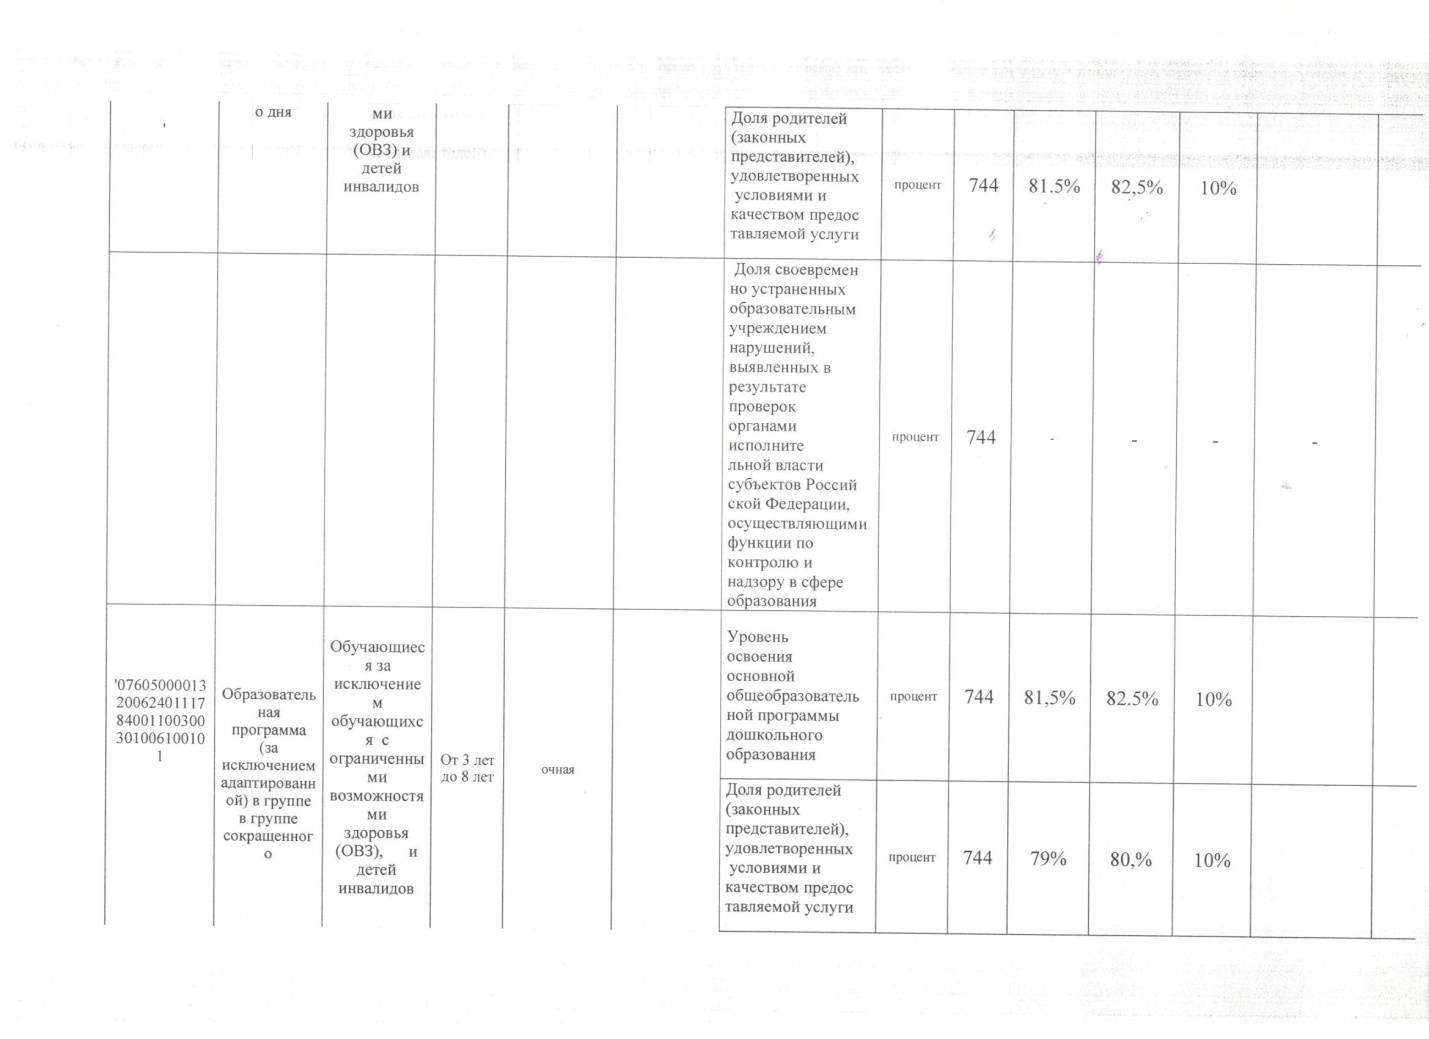 о дня
ми
здоровья
(ОВЗ) и
детей
инвалидов
Доля родителей
(законных
представителей),
удовлетворенных
условиями и
качеством предос
тавляемой услуги
процент
744
81.5%
82,5%
10%
Доля своевремен
но устраненных
образовательным
учреждением
нарушений,
выявленных в
результате
проверок
органами
исполните
льной власти
субъектов Россий
ской Федерации,
осуществляющими
функции по
контролю и
надзору в сфере
образования
процент
744
-
-
-
-
'07605000013
20062401117
84001100300
30100610010
1
Образователь
ная
программа
(за
исключением
адаптированн
ой) в группе
в группе
сокращенног
о
Обучающиес
я за
исключение
м
обучающихс
я с
ограниченны
ми
возможностя
ми
здоровья
(ОВЗ), и
детей
инвалидов
От 3 лет
до 8 лет
очная
Уровень
освоения
основной
общеобразователь
ной программы
дошкольного
образования
процент
744
81,5%
82.5%
10%
Доля родителей
(законных
представителей),
удовлетворенных
условиями и
качеством предос
тавляемой услуги
процент
744
79%
80,%
10%